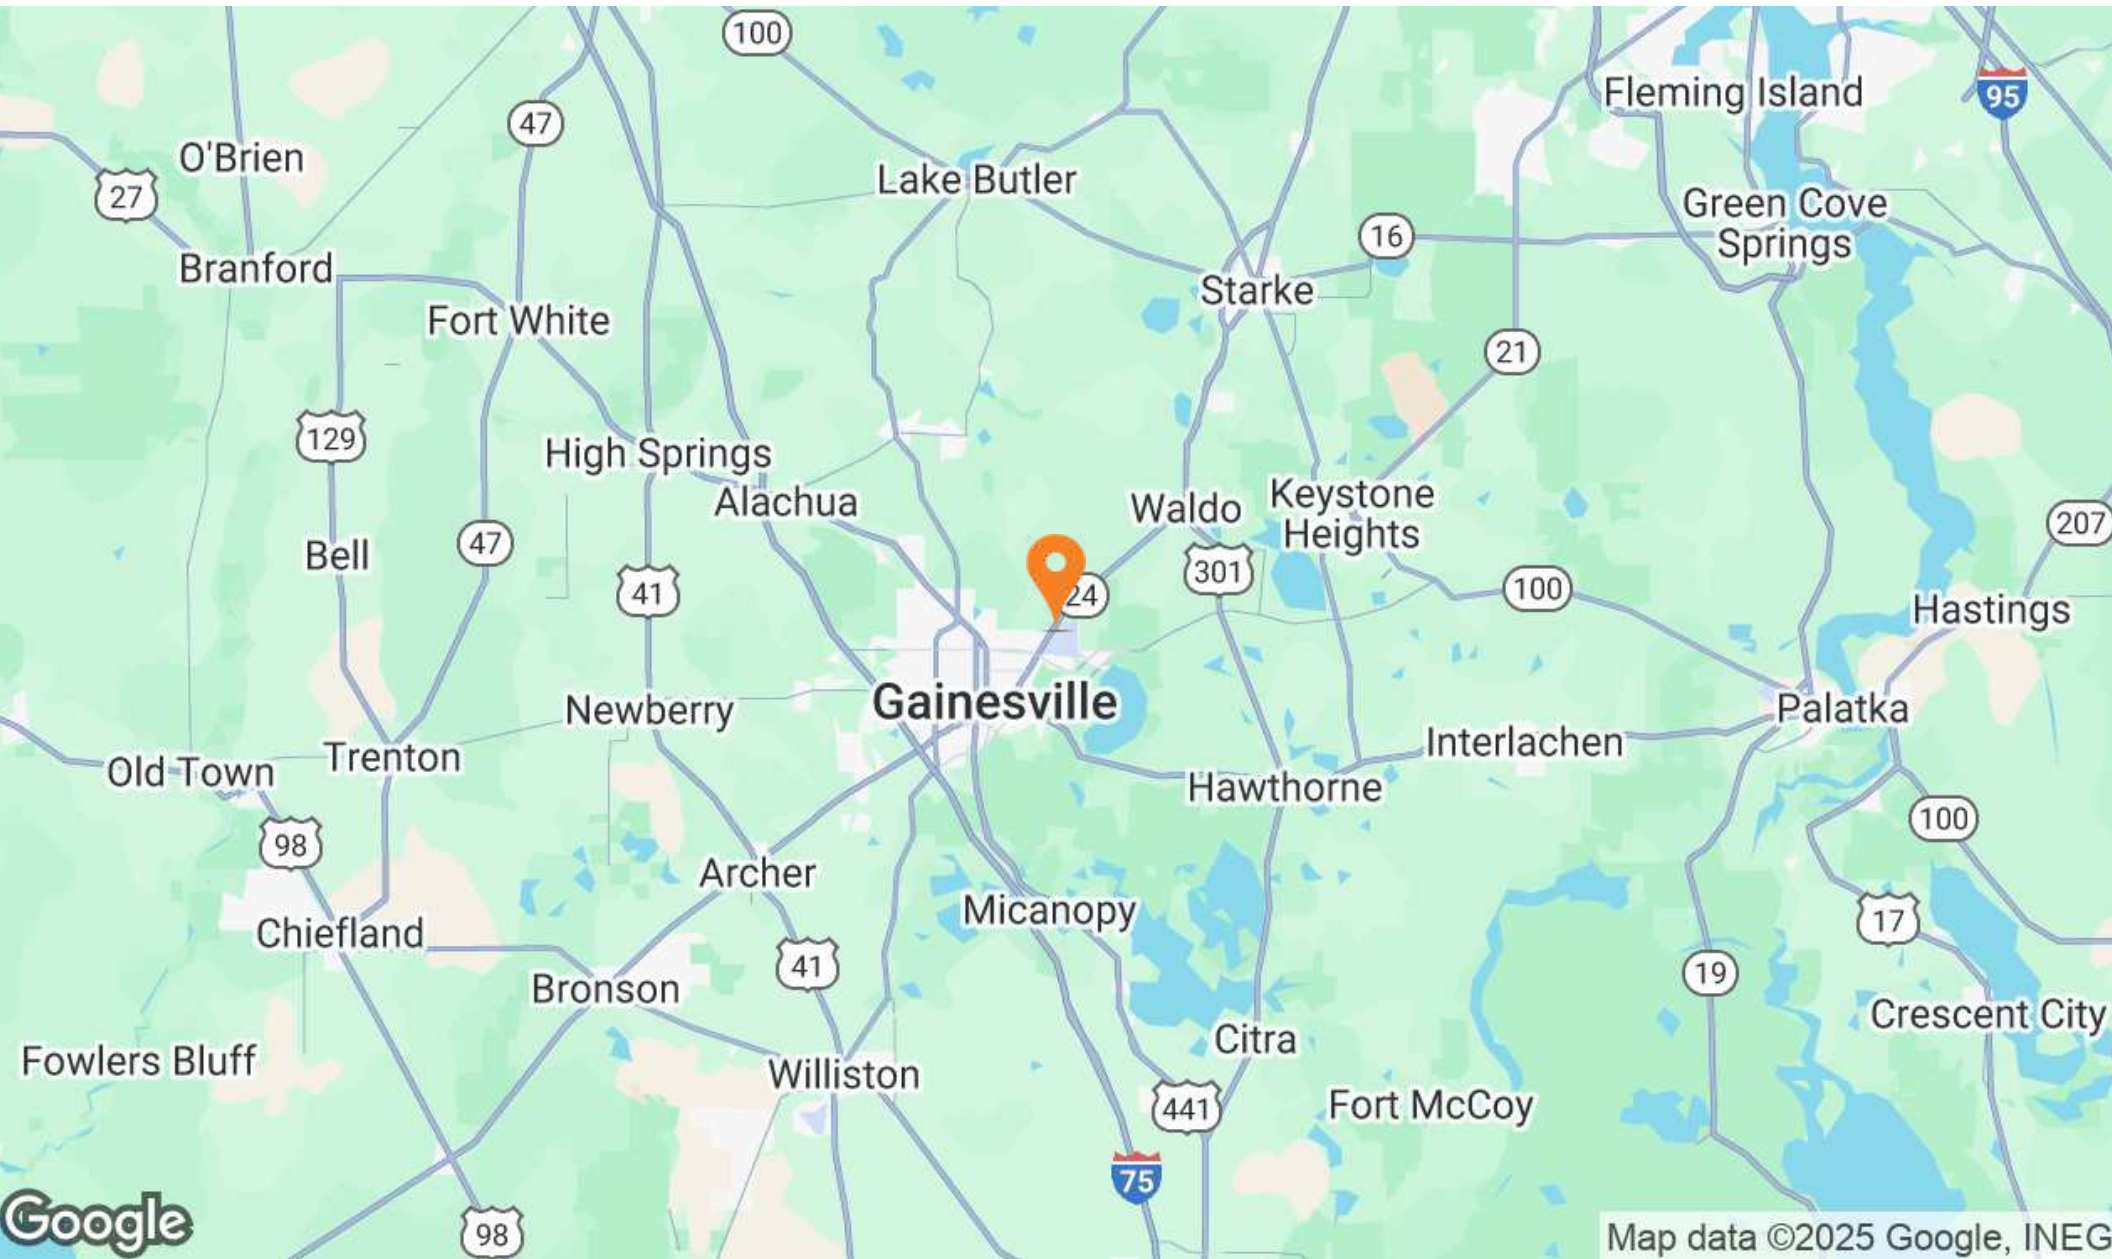 100
Fleming Island
95
47
O'Brien
Lake Butler
27
Green Cove
Springs
16
Branford
Starke
Fort White
21
129
High Springs
Alachua
Waldo
Keystone
Heights
207
Bell
47
301
41
24
100
Hastings
Gainesville
Newberry
Palatka
Interlachen
Trenton
Old Town
Hawthorne
98
100
Archer
Micanopy
17
Chiefland
41
19
Bronson
Crescent City
Citra
Fowlers Bluff
Williston
441
Fort McCoy
75
Google
98
Map data ©2025 Google, INEG